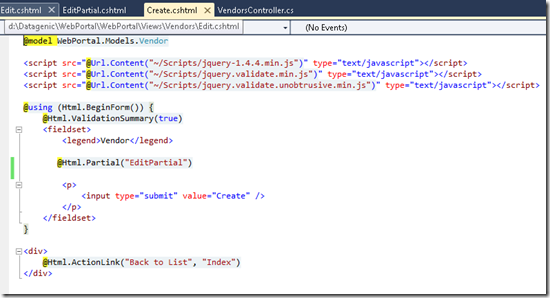 Edit.cshtml EditPartial.cshtml Create.cshtml VendorsController.cs
d:\Datagenic\WebPortal\WebPortal\Views\Vendors\Edit.cshtml (No Events)
@model WebPortal.Models.Vendor
<script src="@Url.Content("~/Scripts/jquery-1.4.4.min.js")" type="text/javascript"></script>
<script src="@Url.Content("~/Scripts/jquery.validate.min.js")" type="text/javascript"></script>
<script src="@Url.Content("~/Scripts/jquery.validate.unobtrusive.min.js")" type="text/javascript"></script>
@using (Html.BeginForm()) {
@Html.ValidationSummary(true)
<fieldset>
<legend>Vendor</legend>
@Html.Partial("EditPartial")
<p>
<input type="submit" value="Create" />
</p>
</fieldset>
}
<div>
@Html.ActionLink("Back to List", "Index")
</div>